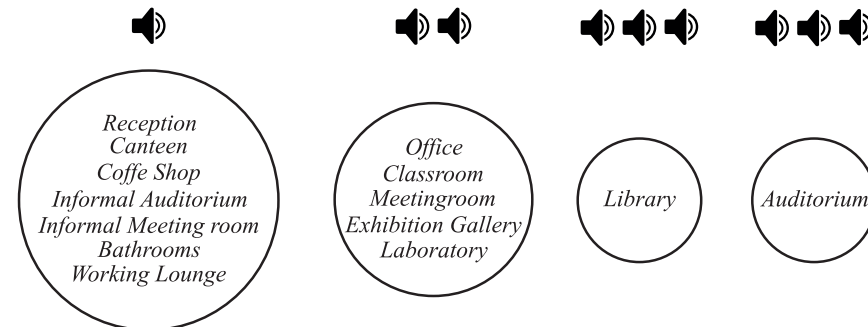 Reception
Canteen
Coffe Shop
Informal Auditorium
Informal Meeting room
Bathrooms
Working Lounge
Office
Classroom
Meetingroom
Exhibition Gallery
Laboratory
Library
Auditorium